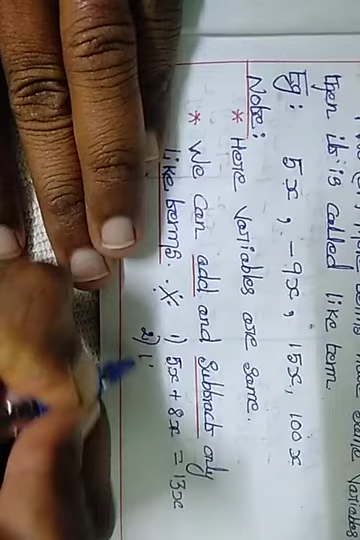 then it is called like term.
Eg: 5x, -9x, 15x, 100x
Note:
* Here variables are same.
* We can add and Subtract only
like terms. * 1) 5x + 8x = 13x
2) 1